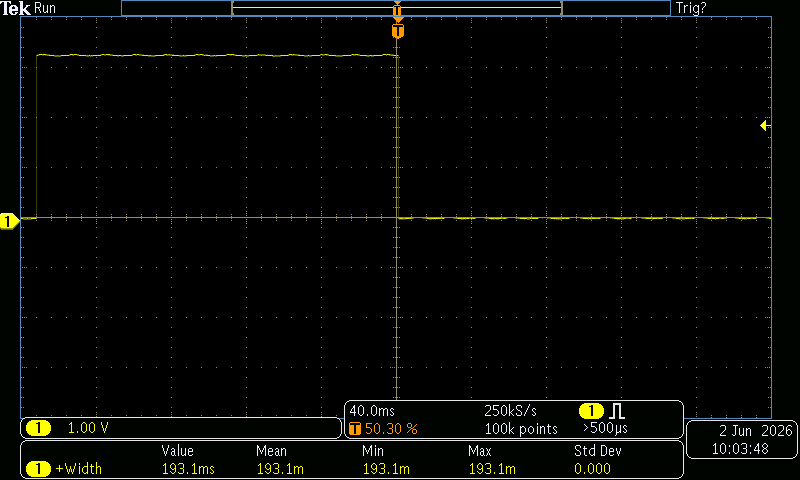 Tek Run Trig?
T
T
1
40.0ms 250kS/s 1
1 1.00 V T 50.30 % 100k points >500µs
2 Jun 2026
10:03:48
Value Mean Min Max Std Dev
1 +Width 193.1ms 193.1m 193.1m 193.1m 0.000